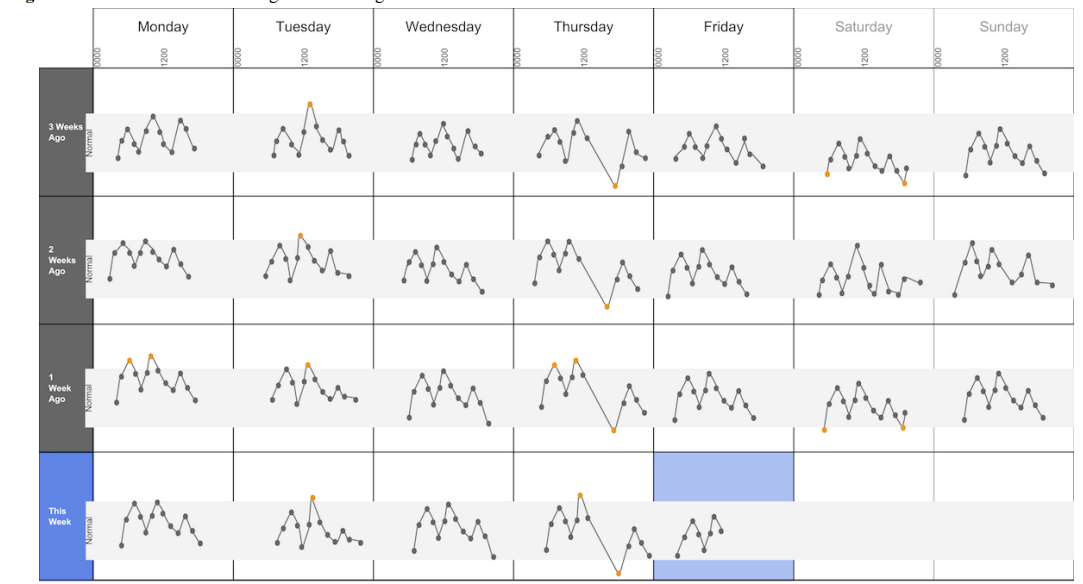 Monday Tuesday Wednesday Thursday Friday Saturday Sunday
0000 1200 0000 1200 0000 1200 0000 1200 0000 1200 0000 1200 0000 1200
3 Weeks
Ago
Normal
2
Weeks
Ago
Normal
1
Week
Ago
Normal
This
Week
Normal